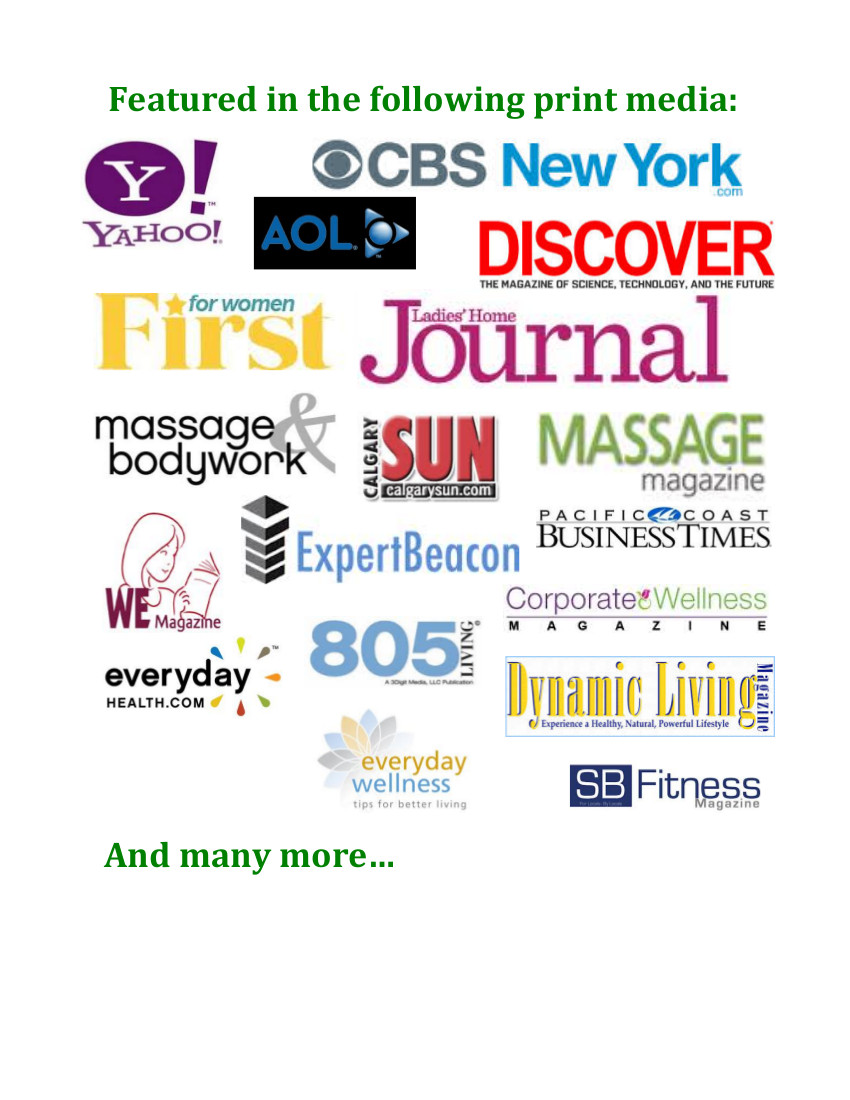 Featured in the following print media:
Y!™
YAHOO!
CBS New York
.com
AOL
DISCOVER
THE MAGAZINE OF SCIENCE, TECHNOLOGY, AND THE FUTURE
for women
First
Ladies' Home
Journal
massage &
bodywork
CALGARY
SUN
calgarysun.com
MASSAGE
magazine
WE
Magazine
ExpertBeacon
PACIFIC COAST
BUSINESS TIMES
Corporate Wellness
MAGAZINE
everyday
HEALTH.COM
805
LIVING
A 3Digit Media, LLC Publication
Dynamic Living
Magazine
Experience a Healthy, Natural, Powerful Lifestyle
everyday
wellness
tips for better living
SB Fitness
Magazine
And many more…